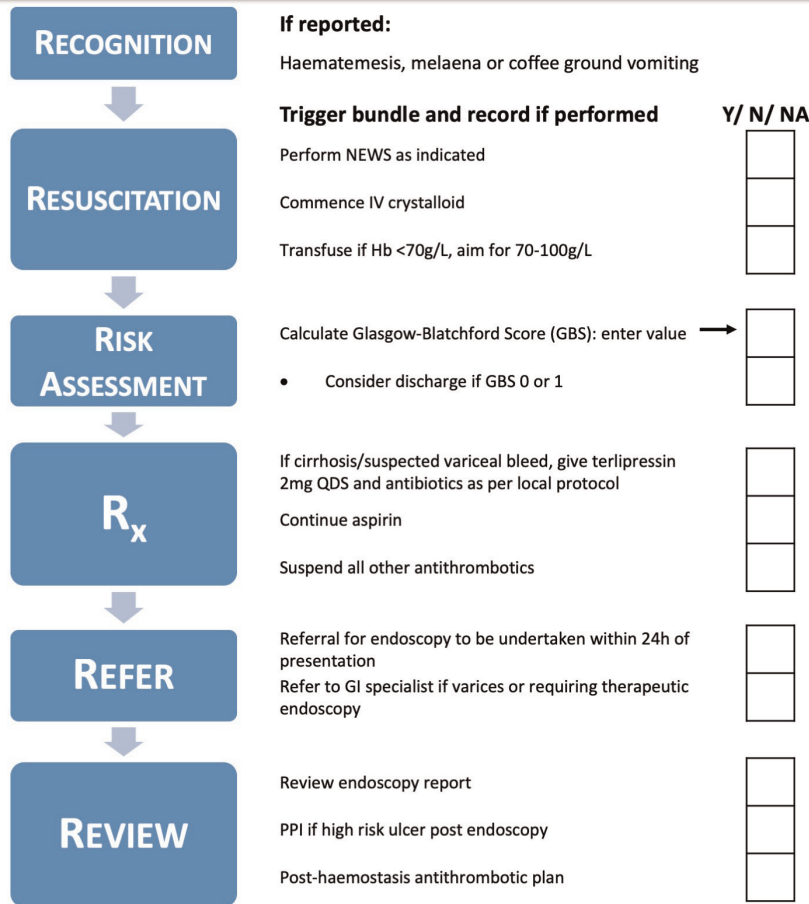 RECOGNITION
If reported:
Haematemesis, melaena or coffee ground vomiting
Trigger bundle and record if performed Y/ N/ NA
RESUSCITATION
Perform NEWS as indicated
Commence IV crystalloid
Transfuse if Hb <70g/L, aim for 70-100g/L
RISK
ASSESSMENT
Calculate Glasgow-Blatchford Score (GBS): enter value
• Consider discharge if GBS 0 or 1
Rx
If cirrhosis/suspected variceal bleed, give terlipressin
2mg QDS and antibiotics as per local protocol
Continue aspirin
Suspend all other antithrombotics
REFER
Referral for endoscopy to be undertaken within 24h of
presentation
Refer to GI specialist if varices or requiring therapeutic
endoscopy
REVIEW
Review endoscopy report
PPI if high risk ulcer post endoscopy
Post-haemostasis antithrombotic plan